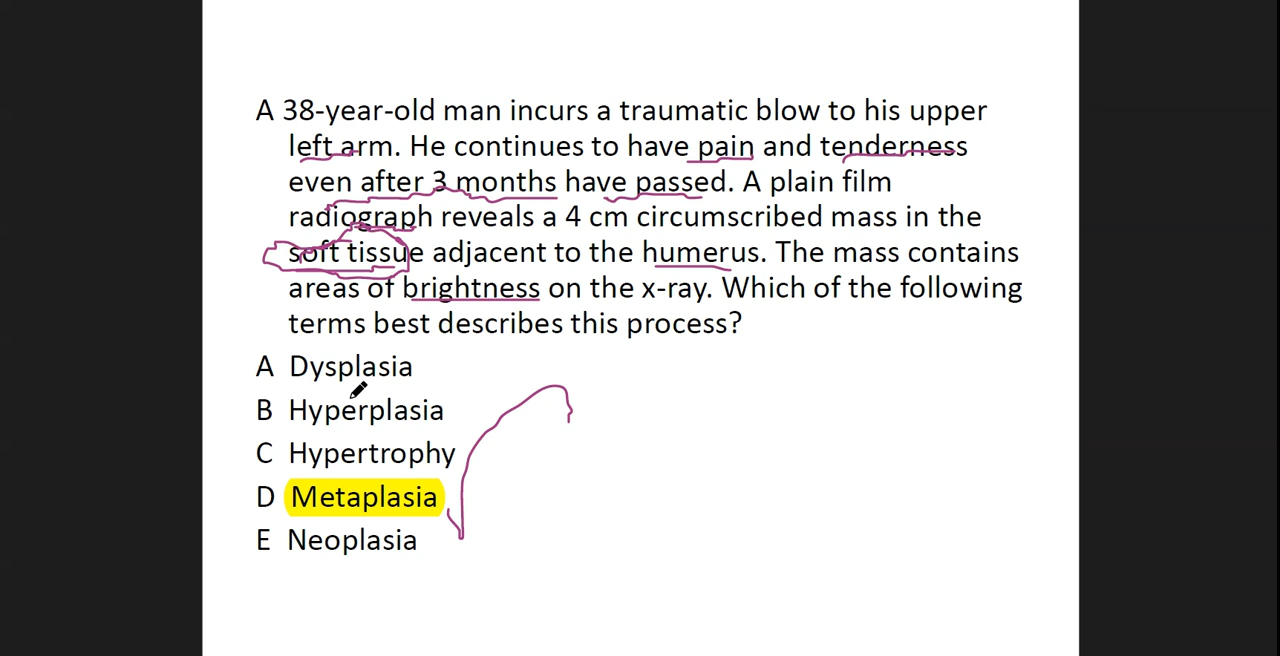 A 38-year-old man incurs a traumatic blow to his upper
left arm. He continues to have pain and tenderness
even after 3 months have passed. A plain film
radiograph reveals a 4 cm circumscribed mass in the
soft tissue adjacent to the humerus. The mass contains
areas of brightness on the x-ray. Which of the following
terms best describes this process?
A Dysplasia
B Hyperplasia
C Hypertrophy
D Metaplasia
E Neoplasia